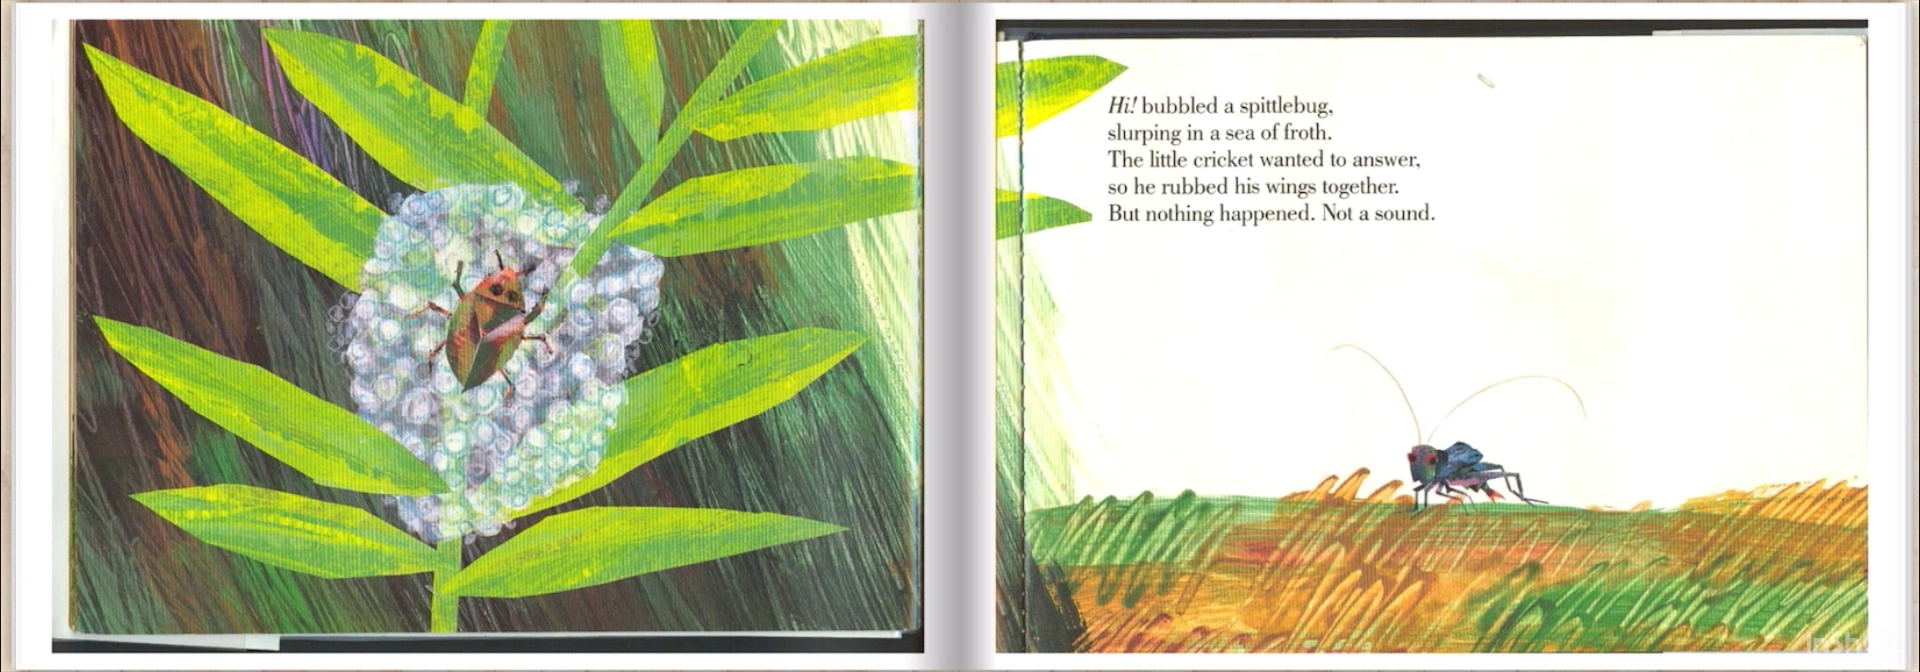 Hi! bubbled a spittlebug,
slurping in a sea of froth.
The little cricket wanted to answer,
so he rubbed his wings together.
But nothing happened. Not a sound.